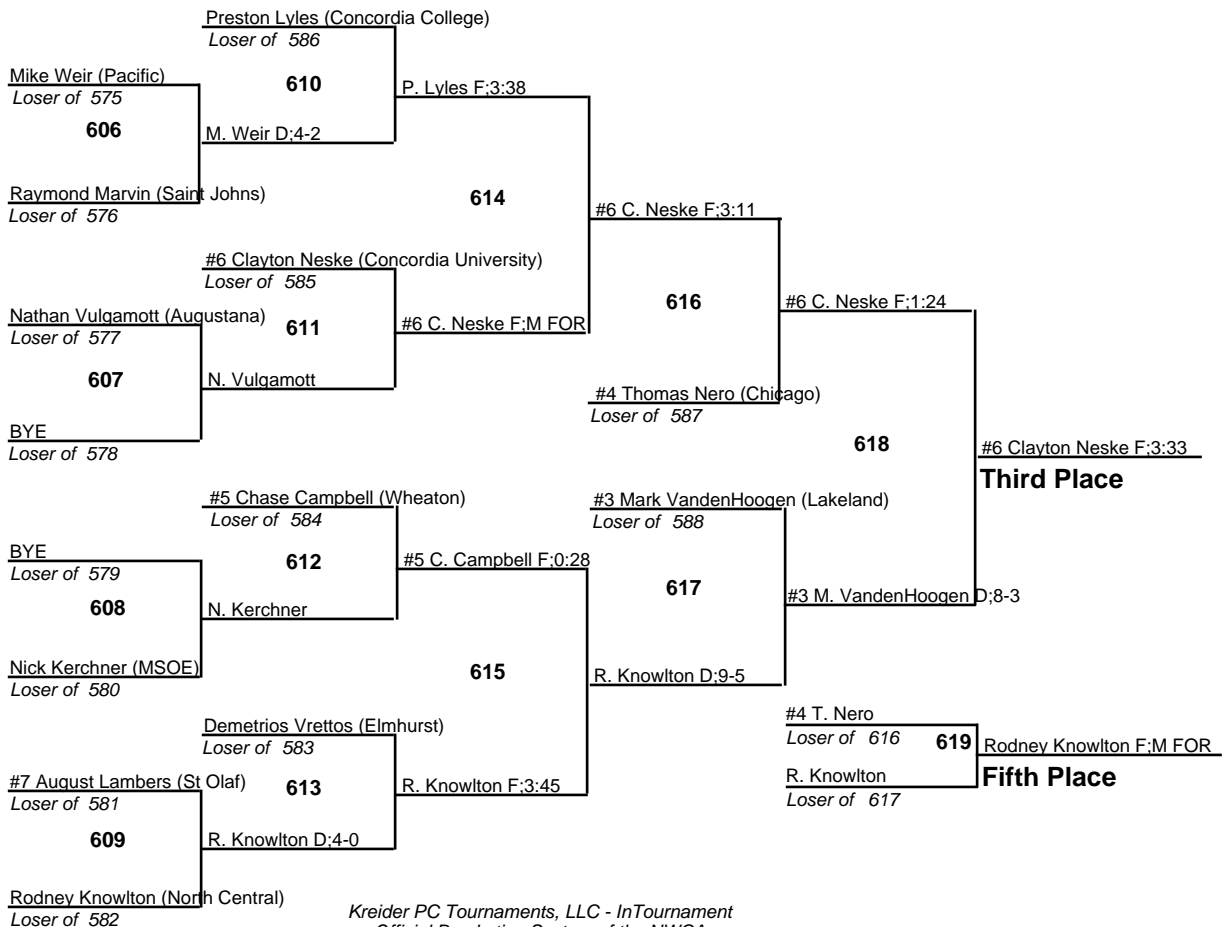 Preston Lyles (Concordia College)
Loser of 586
Mike Weir (Pacific)
Loser of 575
610
P. Lyles F;3:38
606
M. Weir D;4-2
Raymond Marvin (Saint Johns)
Loser of 576
614
#6 C. Neske F;3:11
#6 Clayton Neske (Concordia University)
Loser of 585
Nathan Vulgamott (Augustana)
Loser of 577
611
#6 C. Neske F;M FOR
616
#6 C. Neske F;1:24
607
N. Vulgamott
#4 Thomas Nero (Chicago)
Loser of 587
BYE
Loser of 578
618
#6 Clayton Neske F;3:33
Third Place
#5 Chase Campbell (Wheaton)
Loser of 584
#3 Mark VandenHoogen (Lakeland)
Loser of 588
BYE
Loser of 579
612
#5 C. Campbell F;0:28
617
608
N. Kerchner
#3 M. VandenHoogen D;8-3
Nick Kerchner (MSOE)
Loser of 580
615
R. Knowlton D;9-5
Demetrios Vrettos (Elmhurst)
Loser of 583
#4 T. Nero
Loser of 616
619
Rodney Knowlton F;M FOR
Fifth Place
R. Knowlton
Loser of 617
#7 August Lambers (St Olaf)
Loser of 581
613
R. Knowlton F;3:45
609
R. Knowlton D;4-0
Rodney Knowlton (North Central)
Loser of 582
Kreider PC Tournaments, LLC - InTournament